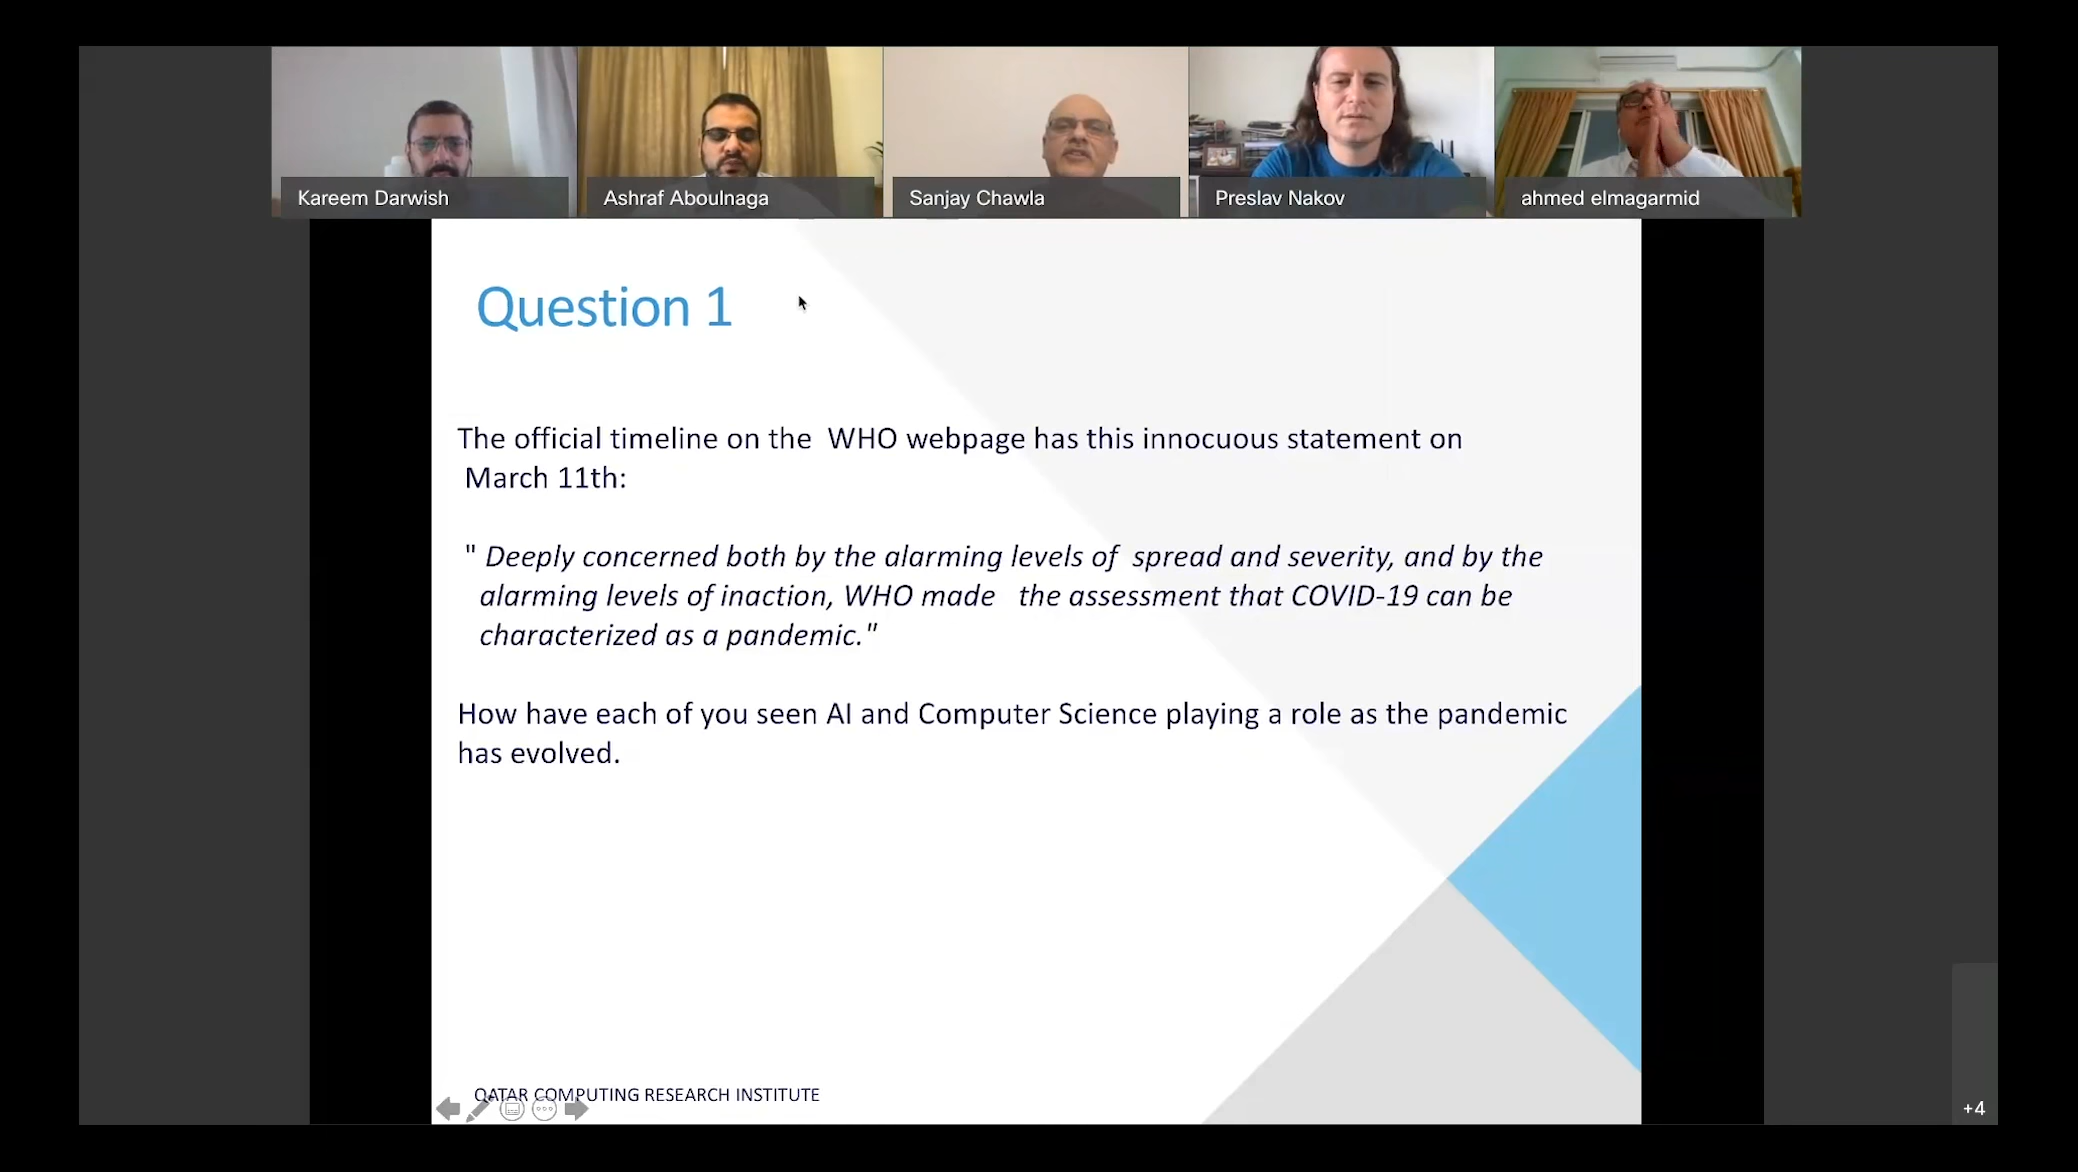 Kareem Darwish
Ashraf Aboulnaga
Sanjay Chawla
Preslav Nakov
ahmed elmagarmid
Question 1
The official timeline on the WHO webpage has this innocuous statement on
March 11th:
" Deeply concerned both by the alarming levels of spread and severity, and by the
alarming levels of inaction, WHO made the assessment that COVID-19 can be
characterized as a pandemic."
How have each of you seen AI and Computer Science playing a role as the pandemic
has evolved.
QATAR COMPUTING RESEARCH INSTITUTE
+4